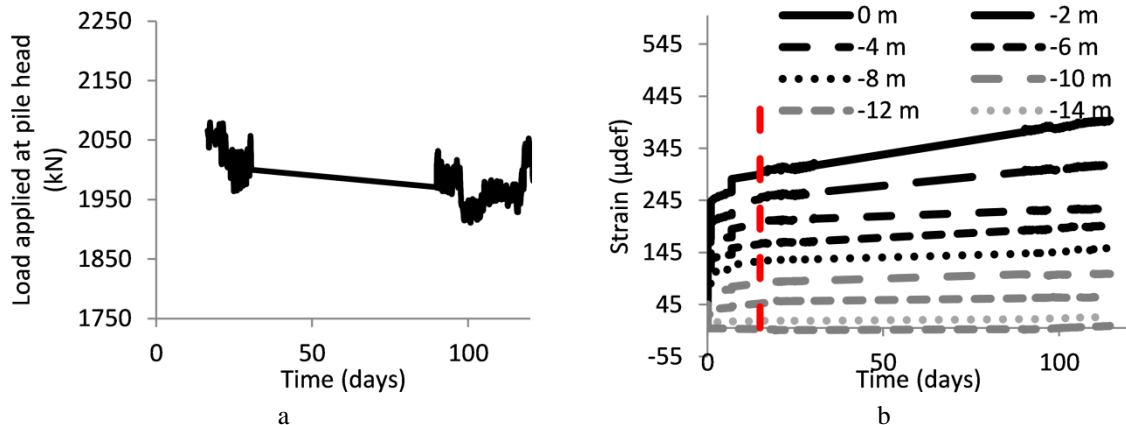 2250
2150
2050
1950
1850
1750
Load applied at pile head
(kN)
0
50
100
Time (days)
a
545
445
345
245
145
45
-55
Strain (μdef)
0 m
-2 m
-4 m
-6 m
-8 m
-10 m
-12 m
-14 m
0
50
100
Time (days)
b